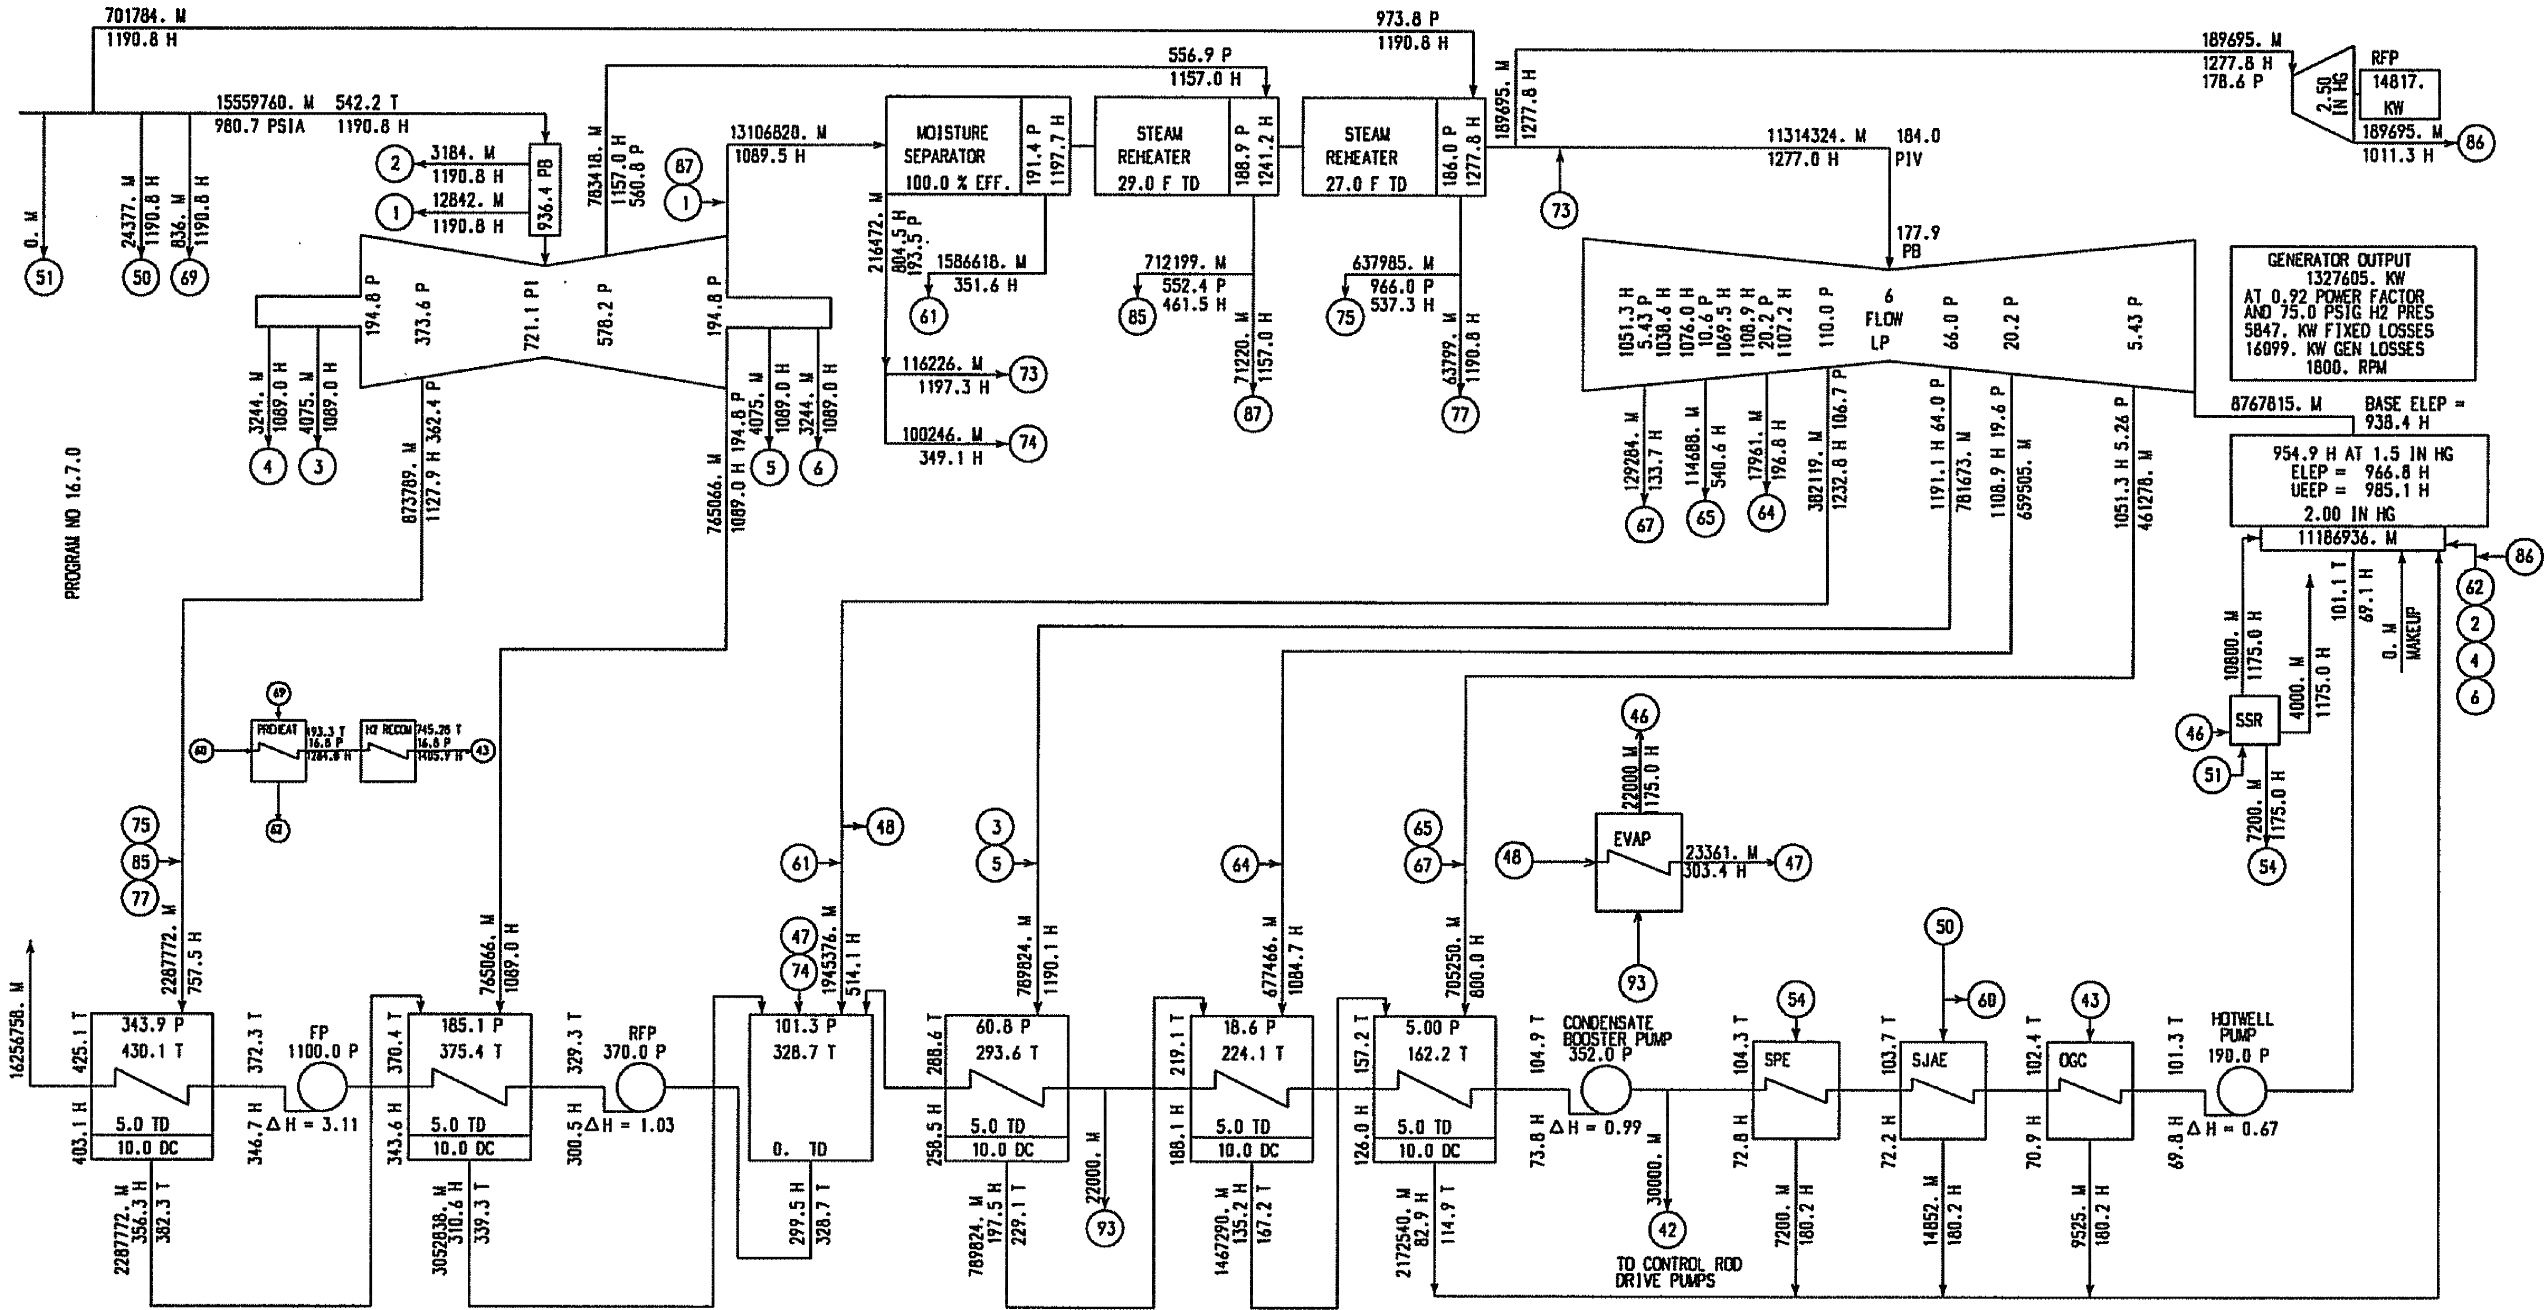 701784. M
1190.8 H
973.8 P
1190.8 H
556.9 P
1157.0 H
189695. M
1277.8 H
189695. M
1277.8 H
178.6 P
2.50
IN HG
RFP
14817.
KW
189695. M
1011.3 H
86
15559760. M 542.2 T
980.7 PSIA 1190.8 H
2
3184. M
1190.8 H
1
12842. M
1190.8 H
936.4 PB
0. M
51
24377. M
1190.8 H
50
836. M
1190.8 H
69
783418. M
1157.0 H
560.8 P
87
1
13106820. M
1089.5 H
MOISTURE
SEPARATOR
100.0 % EFF.
191.4 P
1197.7 H
STEAM
REHEATER
29.0 F TD
188.9 P
1241.2 H
STEAM
REHEATER
27.0 F TD
186.0 P
1277.8 H
11314324. M 184.0
1277.0 H PIV
73
177.9
PB
216472. M
804.5 H
193.5 P
1586618. M
351.6 H
61
712199. M
552.4 P
461.5 H
85
71220. M
1157.0 H
87
637985. M
966.0 P
537.3 H
75
63799. M
1190.8 H
77
116226. M
1197.3 H
73
100246. M
349.1 H
74
194.8 P
373.6 P
721.1 PI
578.2 P
194.8 P
3244. M
1089.0 H
4
4075. M
1089.0 H
3
4075. M
1089.0 H
5
3244. M
1089.0 H
6
873789. M
1127.9 H 362.4 P
765066. M
1089.0 H 194.8 P
1051.3 H
5.43 P
1038.6 H
1076.0 H
10.6 P
1069.5 H
1108.9 H
20.2 P
1107.2 H
110.0 P
6
FLOW
LP
66.0 P
20.2 P
5.43 P
129284. M
133.7 H
67
114688. M
540.6 H
65
17961. M
196.8 H
64
382119. M
1232.8 H 106.7 P
1191.1 H 64.0 P
781673. M
1108.9 H 19.6 P
659505. M
1051.3 H 5.26 P
461278. M
GENERATOR OUTPUT
1327605. KW
AT 0.92 POWER FACTOR
AND 75.0 PSIG H2 PRES
5847. KW FIXED LOSSES
16099. KW GEN LOSSES
1800. RPM
8767815. M
BASE ELEP =
938.4 H
954.9 H AT 1.5 IN HG
ELEP = 966.8 H
UEEP = 985.1 H
2.00 IN HG
11186936. M
86
62
2
4
6
101.1 T
69.1 H
0. M
MAKEUP
10800. M
1175.0 H
4000. M
1175.0 H
SSR
46
51
7200. M
1175.0 H
54
PROGRAM NO 16.7.0
69
60
PREHEAT
193.3 T
16.8 P
H2 RECOM
745.28 T
16.8 P
43
75
85
77
2287772. M
757.5 H
765066. M
1089.0 H
61
48
47
74
1945376. M
514.1 H
3
5
789824. M
1190.1 H
64
677466. M
1084.7 H
65
67
705250. M
800.0 H
46
22000 M
1175.0 H
EVAP
48
23361. M
303.4 H
47
93
16256758. M
425.1 T
403.1 H
343.9 P
430.1 T
5.0 TD
10.0 DC
372.3 T
346.7 H
FP
1100.0 P
Δ H = 3.11
370.4 T
343.6 H
185.1 P
375.4 T
5.0 TD
10.0 DC
329.3 T
300.5 H
RFP
370.0 P
Δ H = 1.03
101.3 P
328.7 T
0. TD
288.6 T
258.5 H
60.8 P
293.6 T
5.0 TD
10.0 DC
22000. M
93
219.1 T
188.1 H
18.6 P
224.1 T
5.0 TD
10.0 DC
157.2 T
126.0 H
5.00 P
162.2 T
5.0 TD
10.0 DC
104.9 T
73.8 H
CONDENSATE
BOOSTER PUMP
352.0 P
Δ H = 0.99
30000. M
42
TO CONTROL ROD
DRIVE PUMPS
104.3 T
72.8 H
54
SPE
103.7 T
72.2 H
50
60
SJAE
102.4 T
70.9 H
43
OGC
101.3 T
69.8 H
HOTWELL
PUMP
190.0 P
Δ H = 0.67
2287772. M
356.3 H
382.3 T
3052838. M
310.6 H
339.3 T
299.5 H
328.7 T
789824. M
197.5 H
229.1 T
1467290. M
135.2 H
167.2 T
2172540. M
82.9 H
114.9 T
7200. M
180.2 H
14852. M
180.2 H
9525. M
180.2 H